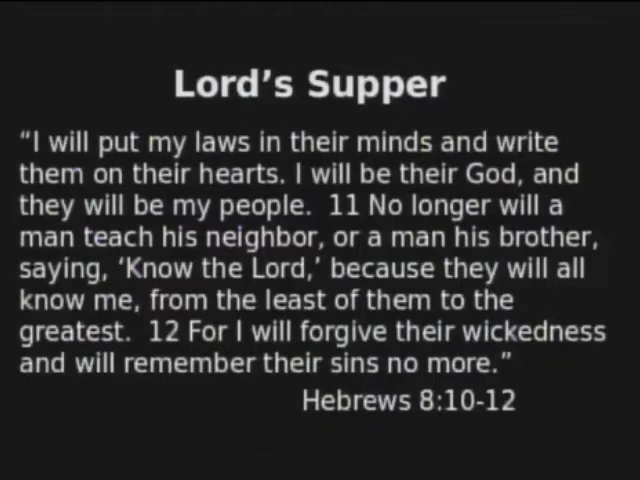 Lord’s Supper
“I will put my laws in their minds and write
them on their hearts. I will be their God, and
they will be my people.  11 No longer will a
man teach his neighbor, or a man his brother,
saying, ‘Know the Lord,’ because they will all
know me, from the least of them to the
greatest.  12 For I will forgive their wickedness
and will remember their sins no more.”
Hebrews 8:10-12